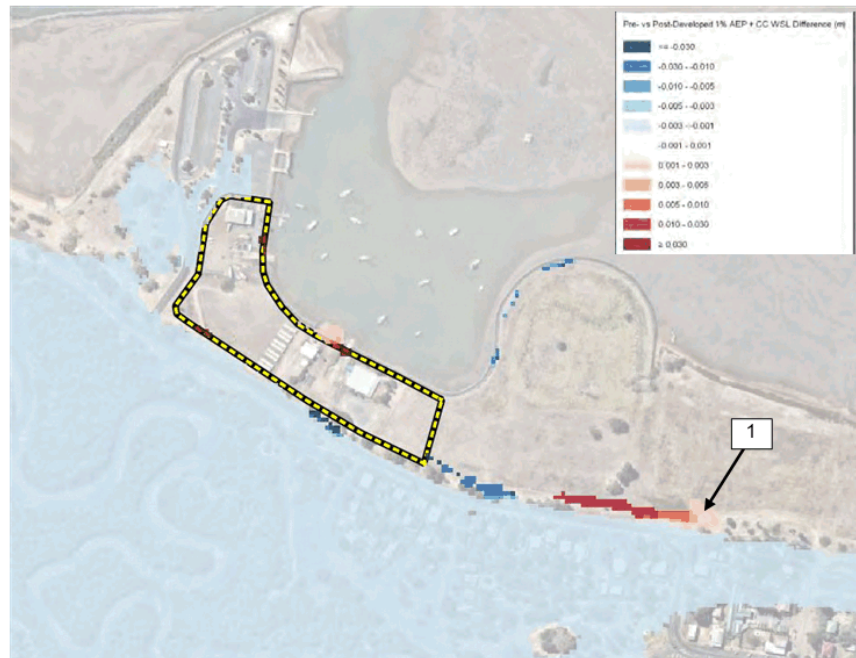 Pre- vs Post-Developed 1% AEP + CC WSL Difference (m)
<= -0.030
-0.030 - -0.010
-0.010 - -0.005
-0.005 - -0.003
-0.003 - -0.001
-0.001 - 0.001
0.001 - 0.003
0.003 - 0.005
0.005 - 0.010
0.010 - 0.030
≥ 0.030
1